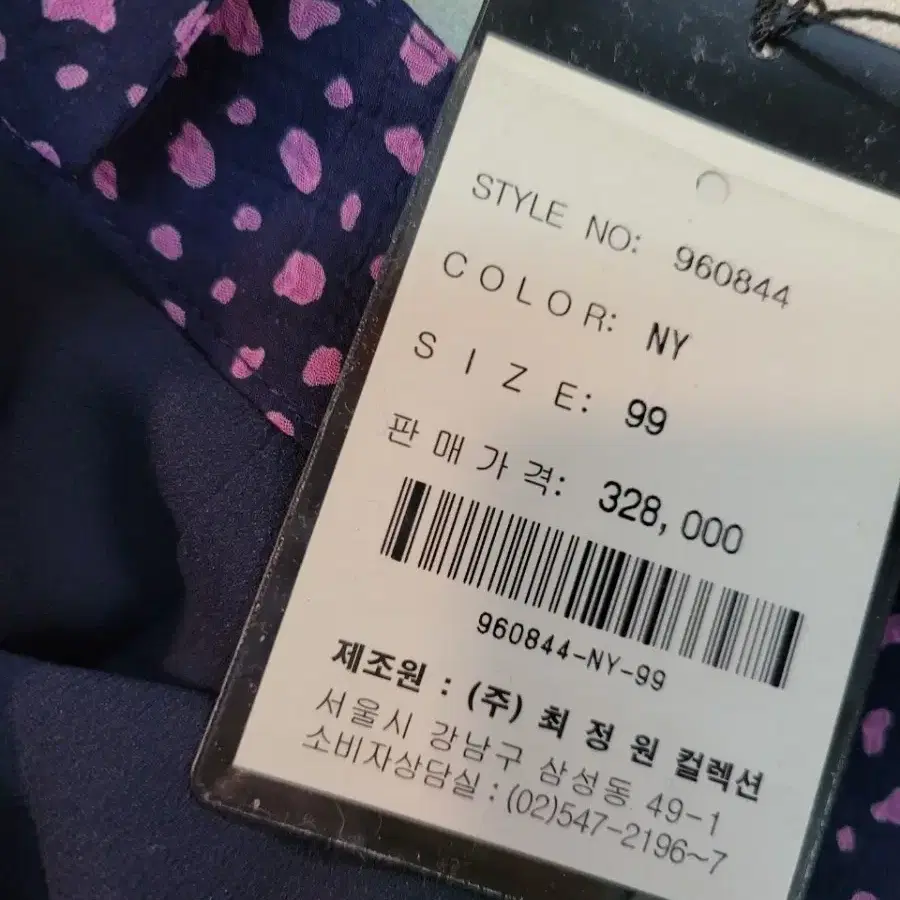 STYLE NO: 960844
COLOR: NY
SIZE: 99
판매가격: 328,000
960844-NY-99
제조원 : (주) 최 정 원 컬렉션
서울시 강남구 삼성동 49-1
소비자상담실 : (02)547-2196~7